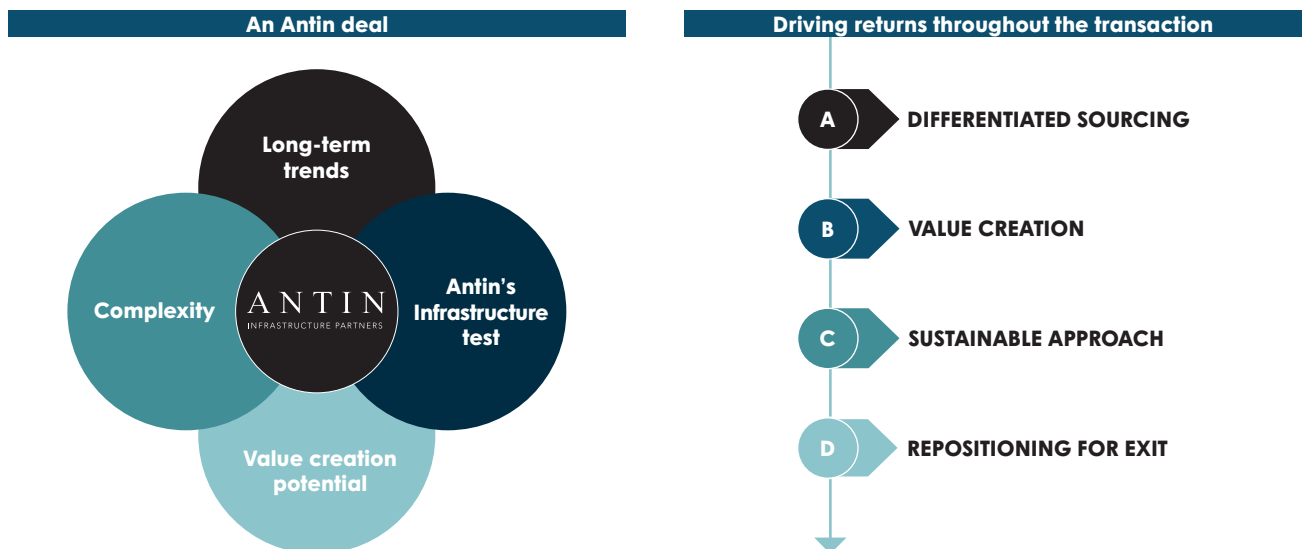 An Antin deal
Long-term
trends
Complexity
ANTIN
INFRASTRUCTURE PARTNERS
Antin's
Infrastructure
test
Value creation
potential
Driving returns throughout the transaction
A
DIFFERENTIATED SOURCING
B
VALUE CREATION
C
SUSTAINABLE APPROACH
D
REPOSITIONING FOR EXIT